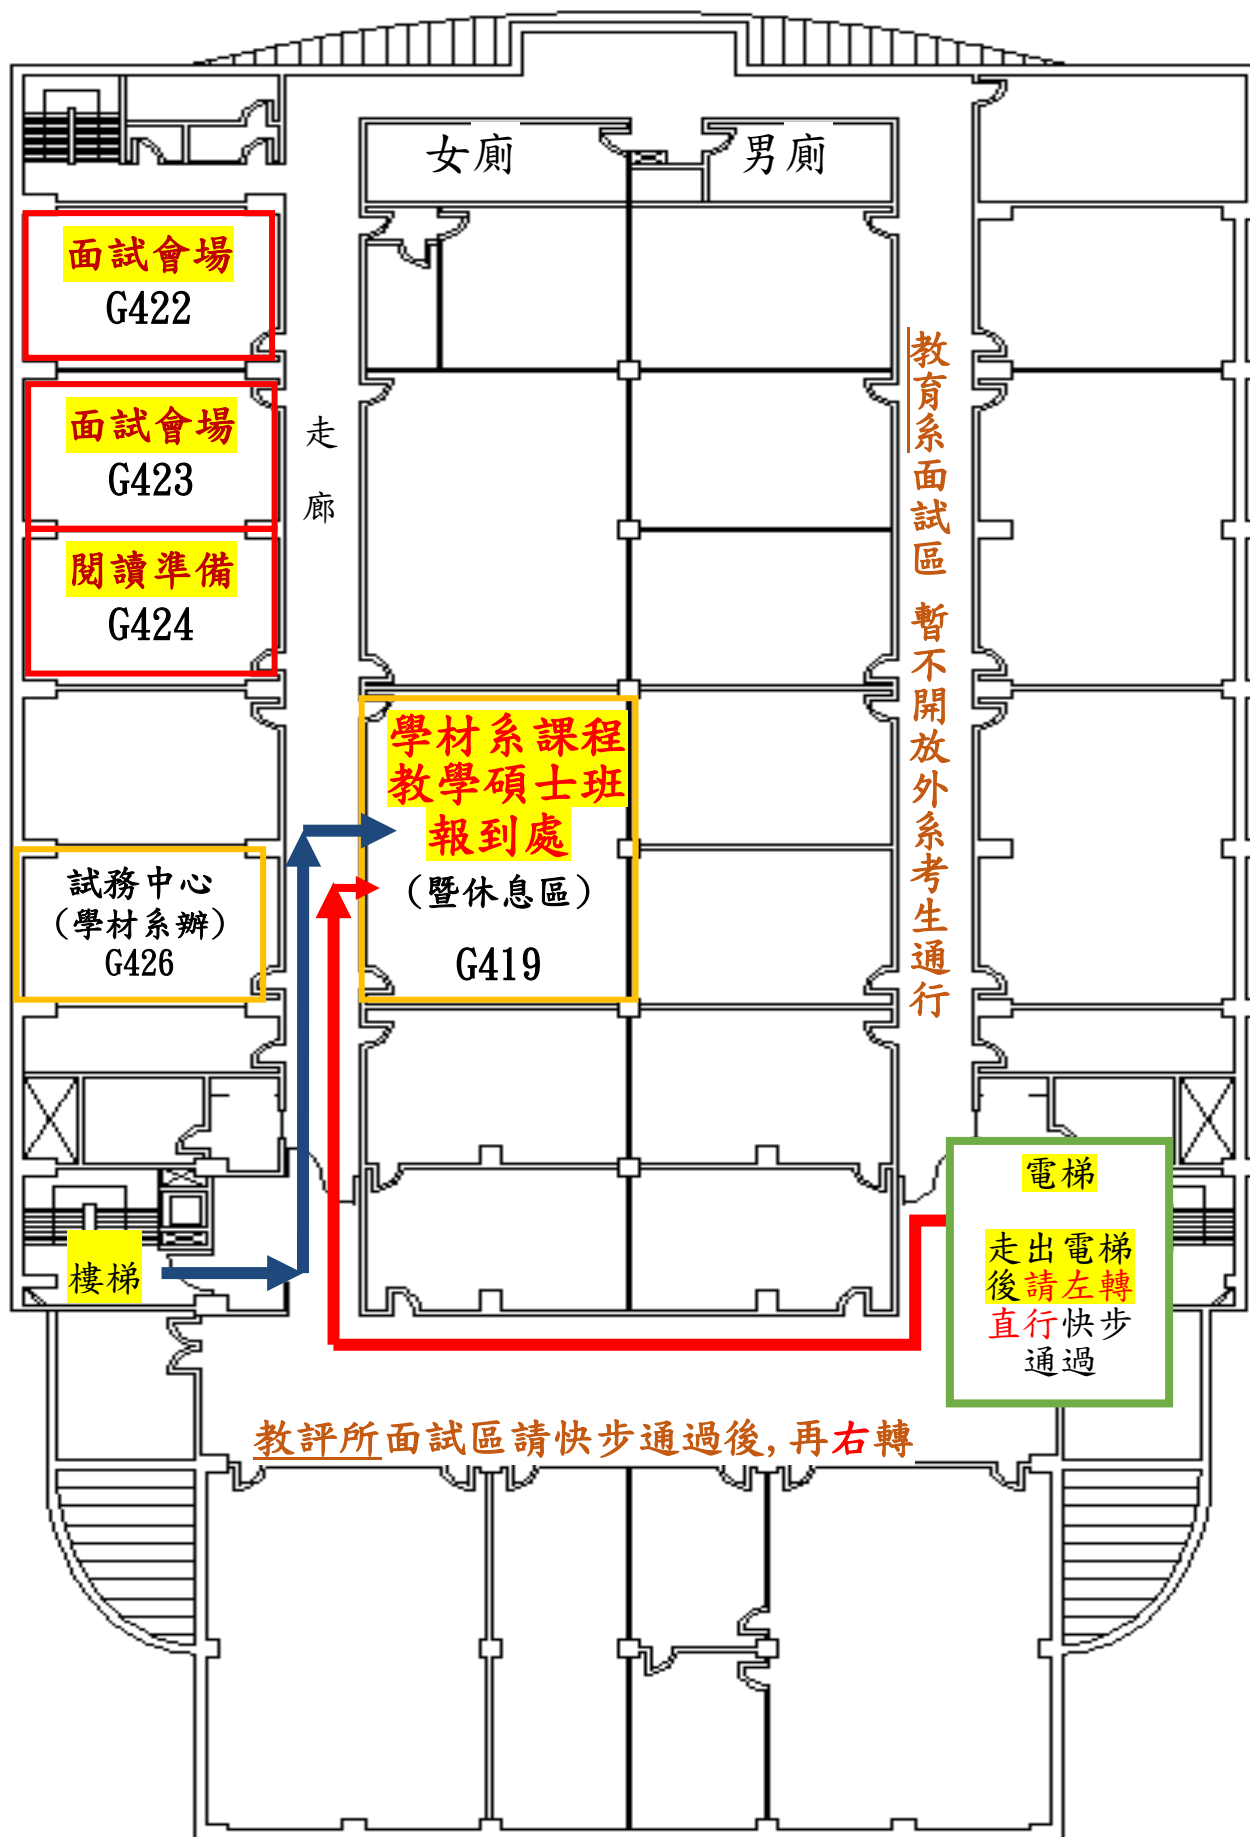 女廁
男廁
面試會場
G422
面試會場
G423
閱讀準備
G424
走
廊
教育系面試區 暫不開放外系考生通行
學材系課程
教學碩士班
報到處
(暨休息區)
G419
試務中心
(學材系辦)
G426
樓梯
電梯
走出電梯
後請左轉
直行快步
通過
教評所面試區請快步通過後,再右轉